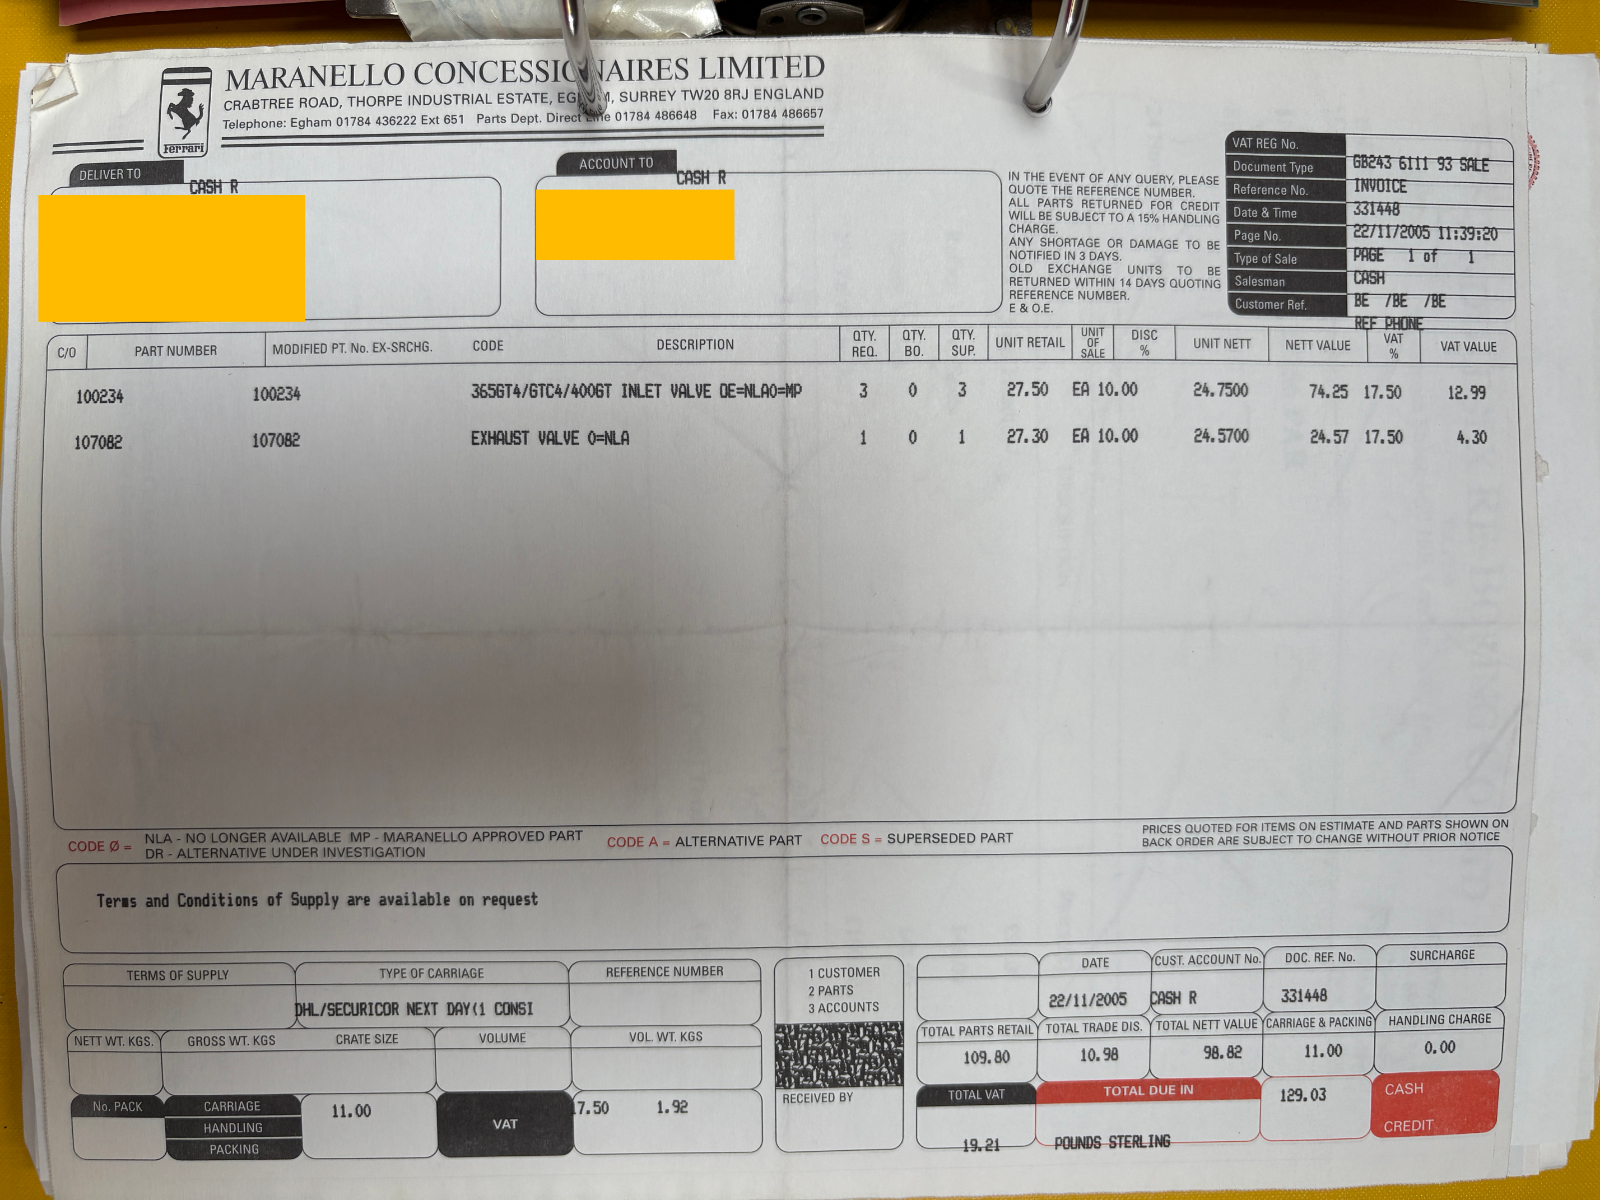 MARANELLO CONCESSIONAIRES LIMITED
CRABTREE ROAD, THORPE INDUSTRIAL ESTATE, EGHAM, SURREY TW20 8RJ ENGLAND
Telephone: Egham 01784 436222 Ext 651 Parts Dept. Direct Line 01784 486648 Fax: 01784 486657
Ferrari
DELIVER TO
CASH R
ACCOUNT TO
CASH R
IN THE EVENT OF ANY QUERY, PLEASE
QUOTE THE REFERENCE NUMBER.
ALL PARTS RETURNED FOR CREDIT
WILL BE SUBJECT TO A 15% HANDLING
CHARGE.
ANY SHORTAGE OR DAMAGE TO BE
NOTIFIED IN 3 DAYS.
OLD EXCHANGE UNITS TO BE
RETURNED WITHIN 14 DAYS QUOTING
REFERENCE NUMBER.
E & O.E.
VAT REG No. GB243 6111 93 SALE
Document Type INVOICE
Reference No. 331448
Date & Time 22/11/2005 11:39:20
Page No. PAGE 1 of 1
Type of Sale CASH
Salesman BE /BE /BE
Customer Ref. REF PHONE
C/O PART NUMBER MODIFIED PT. No. EX-SRCHG. CODE DESCRIPTION QTY. REQ. QTY. BO. QTY. SUP. UNIT RETAIL UNIT OF SALE DISC % UNIT NETT NETT VALUE VAT % VAT VALUE
100234 100234 365GT4/GTC4/400GT INLET VALVE OE=NLAO=MP 3 0 3 27.50 EA 10.00 24.7500 74.25 17.50 12.99
107082 107082 EXHAUST VALVE O=NLA 1 0 1 27.30 EA 10.00 24.5700 24.57 17.50 4.30
CODE Ø = NLA - NO LONGER AVAILABLE MP - MARANELLO APPROVED PART
DR - ALTERNATIVE UNDER INVESTIGATION
CODE A = ALTERNATIVE PART CODE S = SUPERSEDED PART
PRICES QUOTED FOR ITEMS ON ESTIMATE AND PARTS SHOWN ON
BACK ORDER ARE SUBJECT TO CHANGE WITHOUT PRIOR NOTICE
Terms and Conditions of Supply are available on request
TERMS OF SUPPLY TYPE OF CARRIAGE REFERENCE NUMBER
DHL/SECURICOR NEXT DAY(1 CONSI
NETT WT. KGS. GROSS WT. KGS CRATE SIZE VOLUME VOL. WT. KGS
No. PACK CARRIAGE 11.00 VAT 17.50 1.92
HANDLING
PACKING
1 CUSTOMER
2 PARTS
3 ACCOUNTS
RECEIVED BY
DATE CUST. ACCOUNT No. DOC. REF. No. SURCHARGE
22/11/2005 CASH R 331448
TOTAL PARTS RETAIL TOTAL TRADE DIS. TOTAL NETT VALUE CARRIAGE & PACKING HANDLING CHARGE
109.80 10.98 98.82 11.00 0.00
TOTAL VAT TOTAL DUE IN 129.03 CASH
CREDIT
19.21 POUNDS STERLING